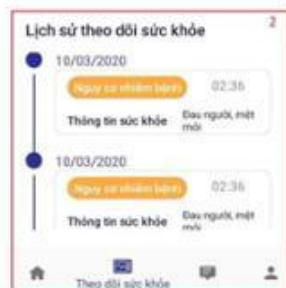 Lịch sử theo dõi sức khỏe
2
10/03/2020
Nguy cơ nhiễm bệnh
02:36
Thông tin sức khỏe
Đau người, mệt
mỏi
10/03/2020
Nguy cơ nhiễm bệnh
02:36
Thông tin sức khỏe
Đau người, mệt
mỏi
Theo dõi sức khỏe